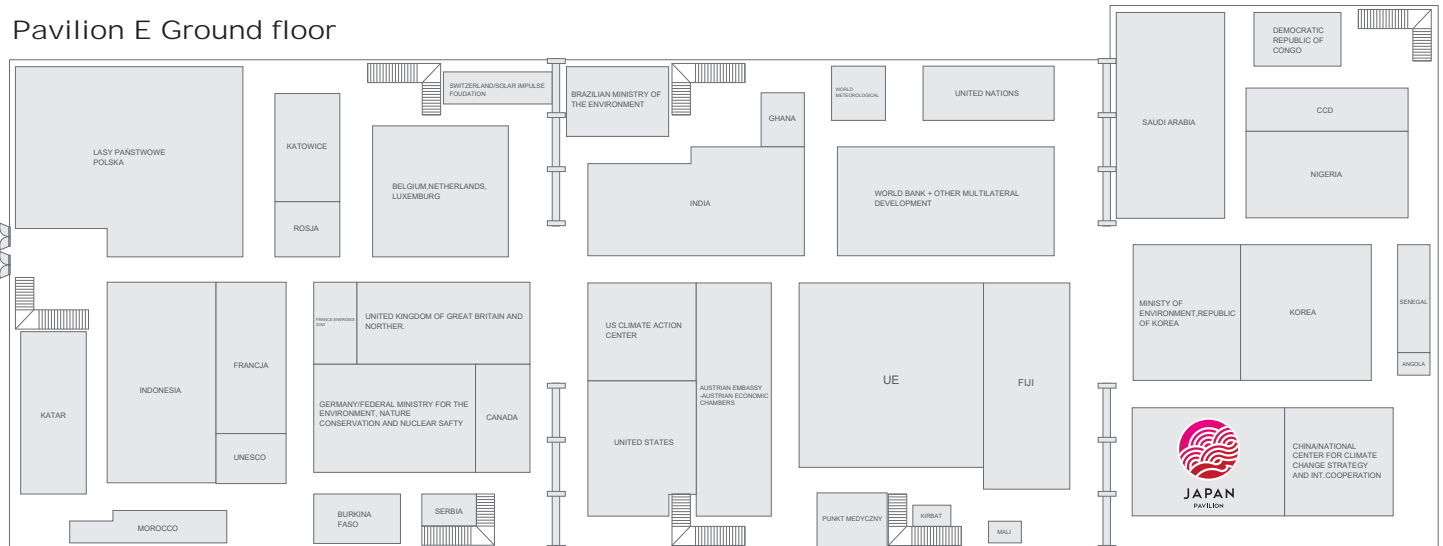 Pavilion E Ground floor
DEMOCRATIC
REPUBLIC OF
CONGO
SWITZERLAND/SOLAR IMPULSE
FOUDATION
BRAZILIAN MINISTRY OF
THE ENVIRONMENT
WORLD
METEOROLOGICAL
UNITED NATIONS
GHANA
CCD
SAUDI ARABIA
LASY PAŃSTWOWE
POLSKA
KATOWICE
BELGIUM,NETHERLANDS,
LUXEMBURG
INDIA
WORLD BANK + OTHER MULTILATERAL
DEVELOPMENT
NIGERIA
ROSJA
INDONESIA
FRANCJA
UNITED KINGDOM OF GREAT BRITAIN AND
NORTHER.
US CLIMATE ACTION
CENTER
UE
FIJI
MINISTY OF
ENVIRONMENT,REPUBLIC
OF KOREA
KOREA
SENEGAL
ANGOLA
KATAR
GERMANY/FEDERAL MINISTRY FOR THE
ENVIRONMENT, NATURE
CONSERVATION AND NUCLEAR SAFTY
CANADA
AUSTRIAN EMBASSY
-AUSTRIAN ECONOMIC
CHAMBERS
UNITED STATES
UNESCO
JAPAN
PAVILION
CHINA/NATIONAL
CENTER FOR CLIMATE
CHANGE STRATEGY
AND INT.COOPERATION
MOROCCO
BURKINA
FASO
SERBIA
PUNKT MEDYCZNY
KIRBAT
MALI